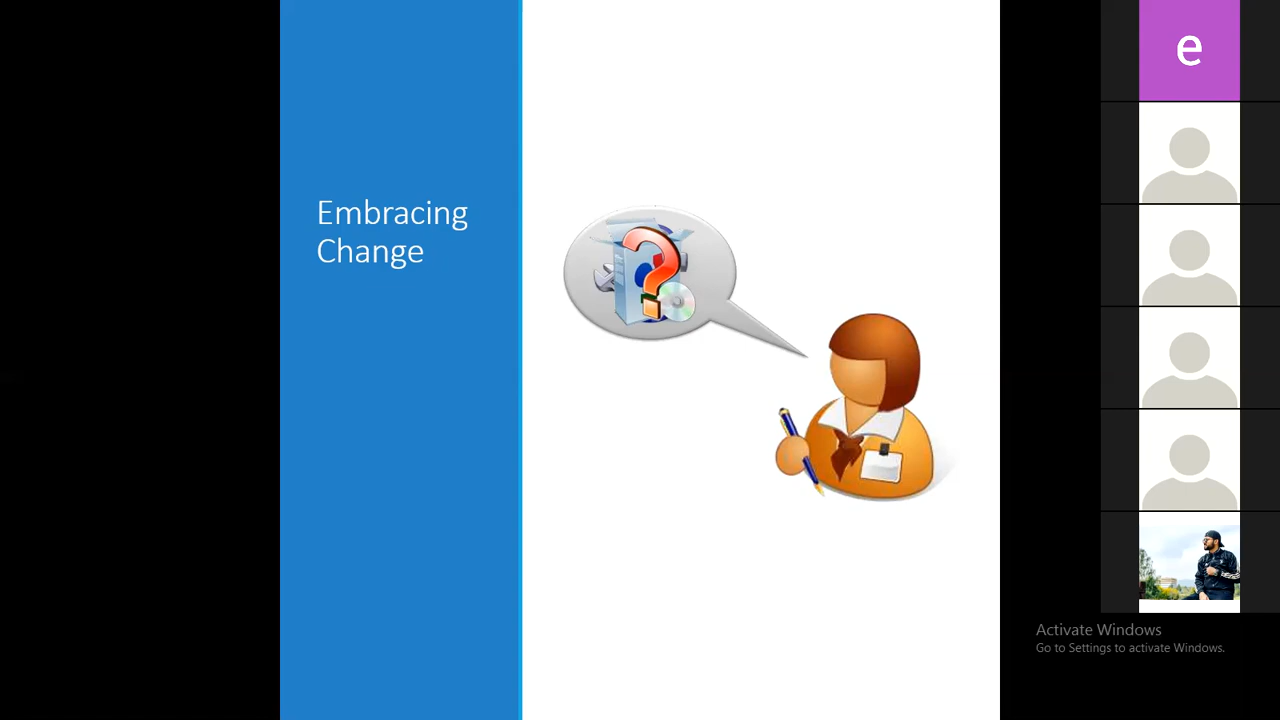 Embracing
Change
e
Activate Windows
Go to Settings to activate Windows.